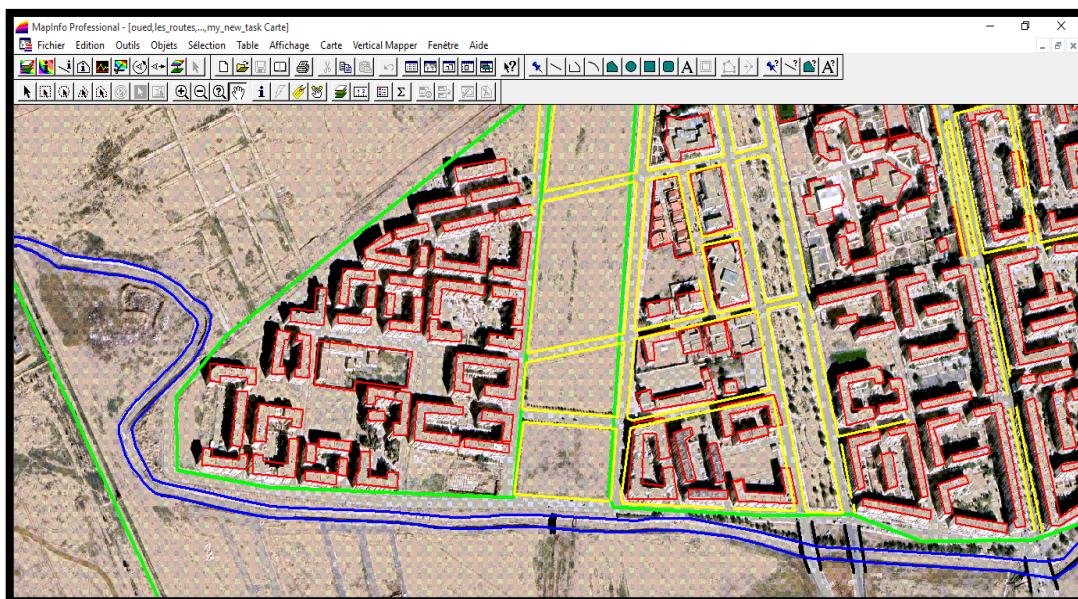 MapInfo Professional - [oued,les_routes,...,my_new_task Carte]
Fichier Edition Outils Objets Sélection Table Affichage Carte Vertical Mapper Fenêtre Aide